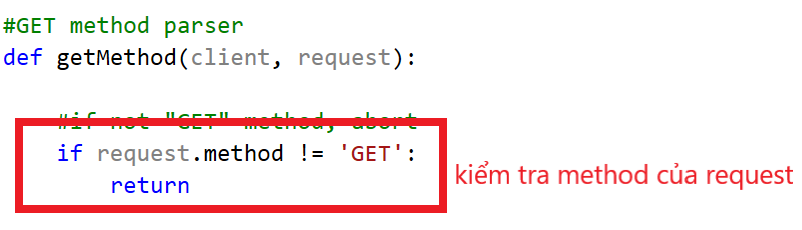 #GET method parser
def getMethod(client, request):
#if not "GET" method, abort
if request.method != 'GET':
return
kiểm tra method của request